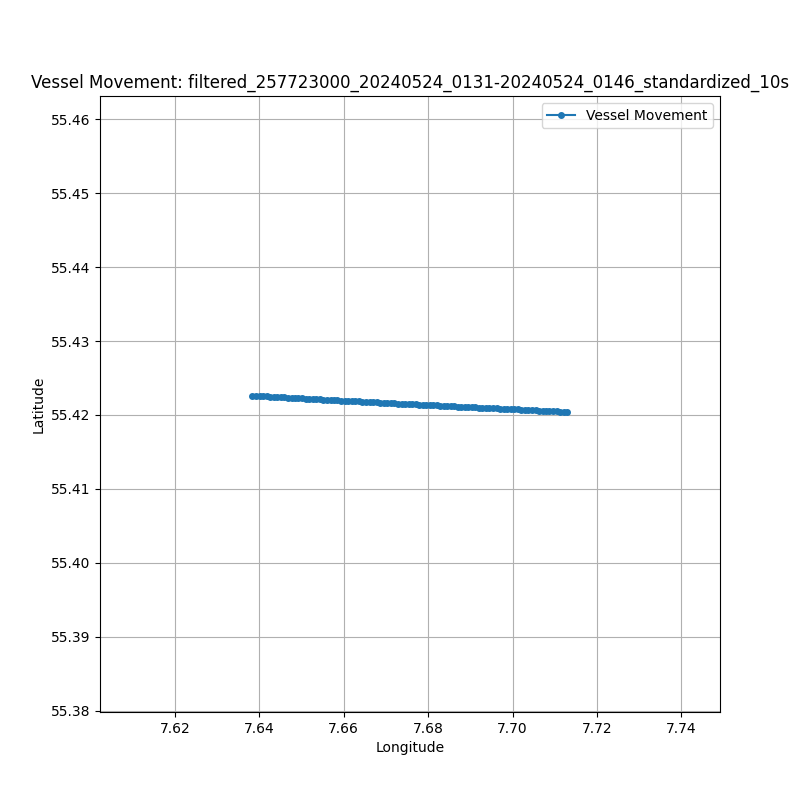 Vessel Movement: filtered_257723000_20240524_0131-20240524_0146_standardized_10s
Vessel Movement
55.46
55.45
55.44
55.43
55.42
55.41
55.40
55.39
55.38
Latitude
7.62 7.64 7.66 7.68 7.70 7.72 7.74
Longitude